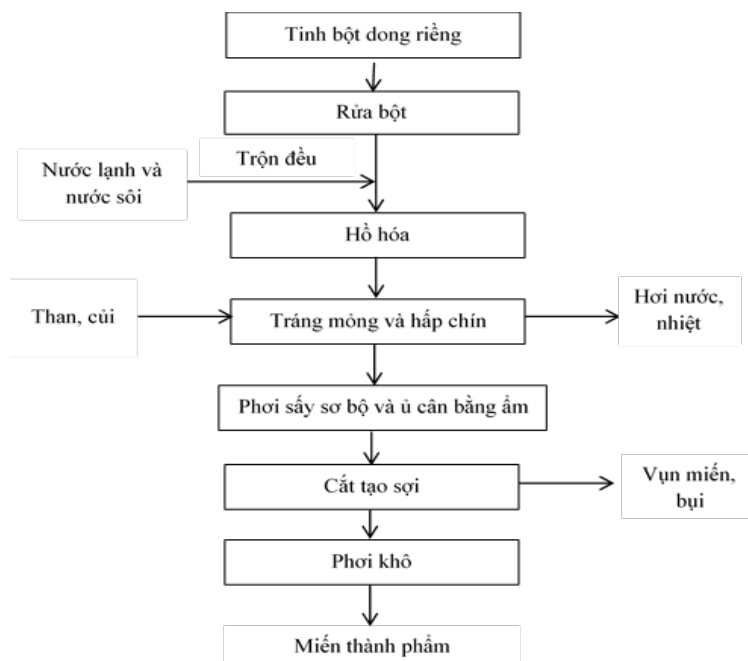 Tinh bột dong riềng
Rửa bột
Trộn đều
Nước lạnh và
nước sôi
Hồ hóa
Than, củi
Tráng mỏng và hấp chín
Hơi nước,
nhiệt
Phơi sấy sơ bộ và ủ cân bằng ẩm
Cắt tạo sợi
Vụn miến,
bụi
Phơi khô
Miến thành phẩm